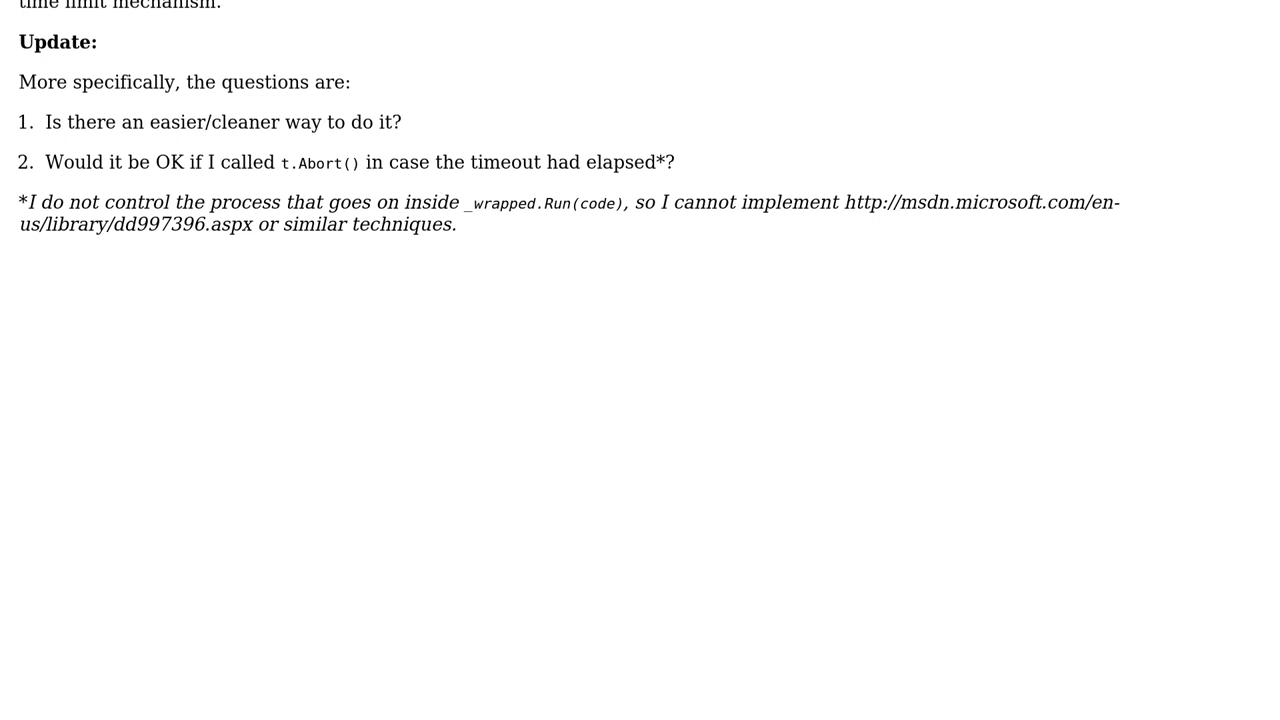 time limit mechanism.
Update:
More specifically, the questions are:
1. Is there an easier/cleaner way to do it?
2. Would it be OK if I called t.Abort() in case the timeout had elapsed*?
*I do not control the process that goes on inside _wrapped.Run(code), so I cannot implement http://msdn.microsoft.com/en-
us/library/dd997396.aspx or similar techniques.